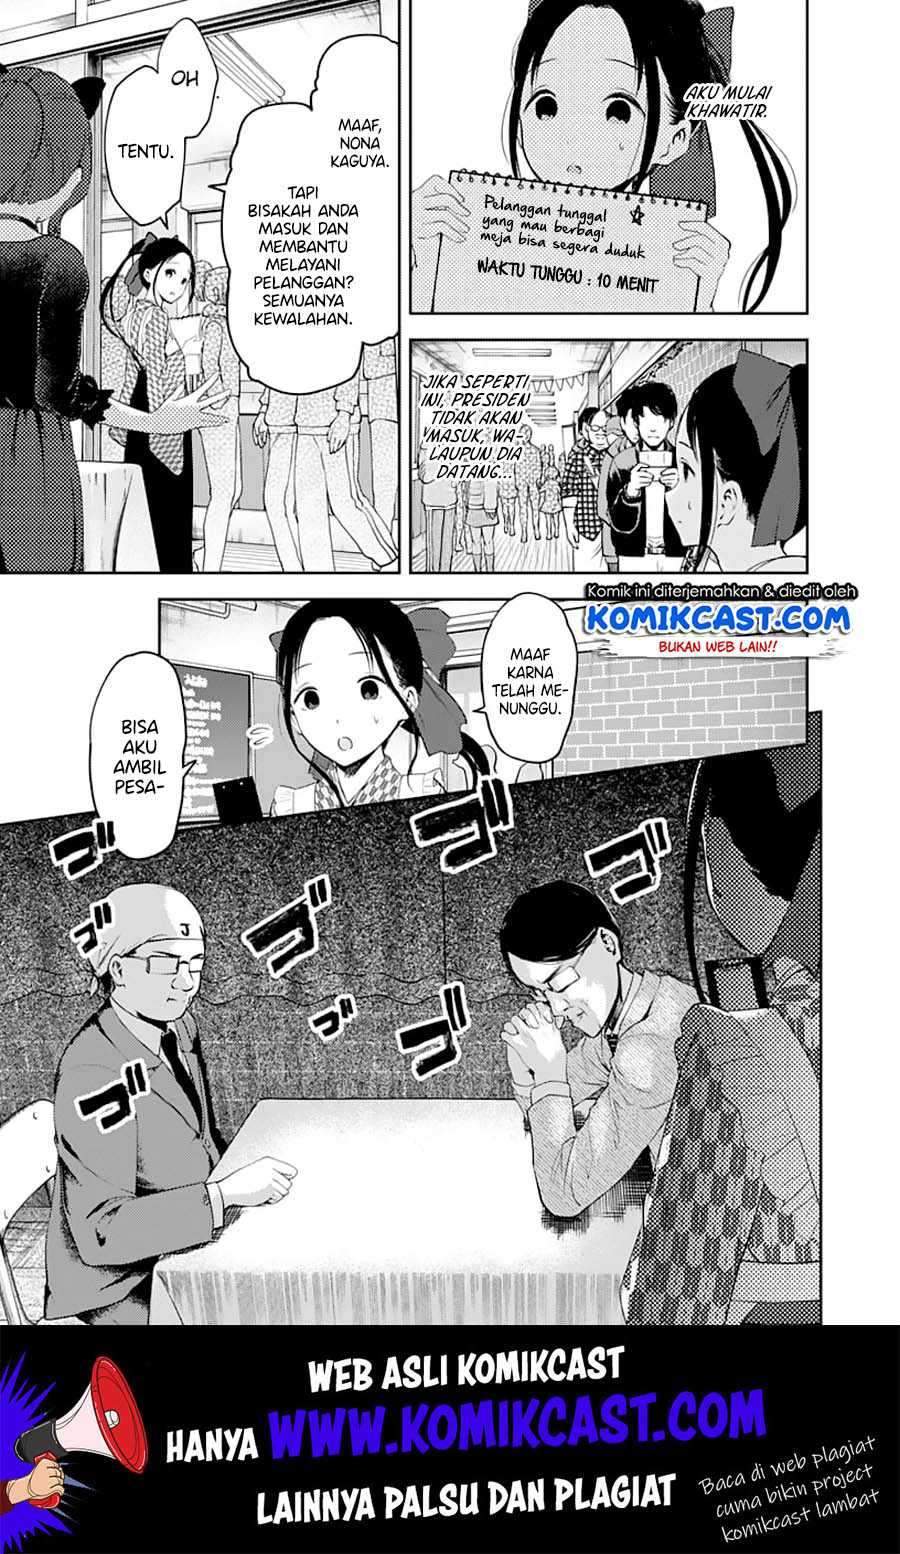 AKU MULAI
KHAWATIR.
Pelanggan tunggal
yang mau berbagi
meja bisa segera duduk
WAKTU TUNGGU : 10 MENIT
JIKA SEPERTI
INI, PRESIDEN
TIDAK AKAN
MASUK, WA-
LAUPUN DIA
DATANG...
MAAF,
NONA
KAGUYA.
TAPI
BISAKAH ANDA
MASUK DAN
MEMBANTU
MELAYANI
PELANGGAN?
SEMUANYA
KEWALAHAN.
OH
TENTU.
Komik ini diterjemahkan & diedit oleh
KOMIKCAST.COM
BUKAN WEB LAIN!!
MAAF
KARNA
TELAH ME-
NUNGGU.
BISA
AKU
AMBIL
PESA-
ゴ
ゴ
ゴ
ゴ
ゴ
ゴ
ゴ
ゴ
J
WEB ASLI KOMIKCAST
HANYA WWW.KOMIKCAST.COM
LAINNYA PALSU DAN PLAGIAT
Baca di web plagiat
cuma bikin project
komikcast lambat